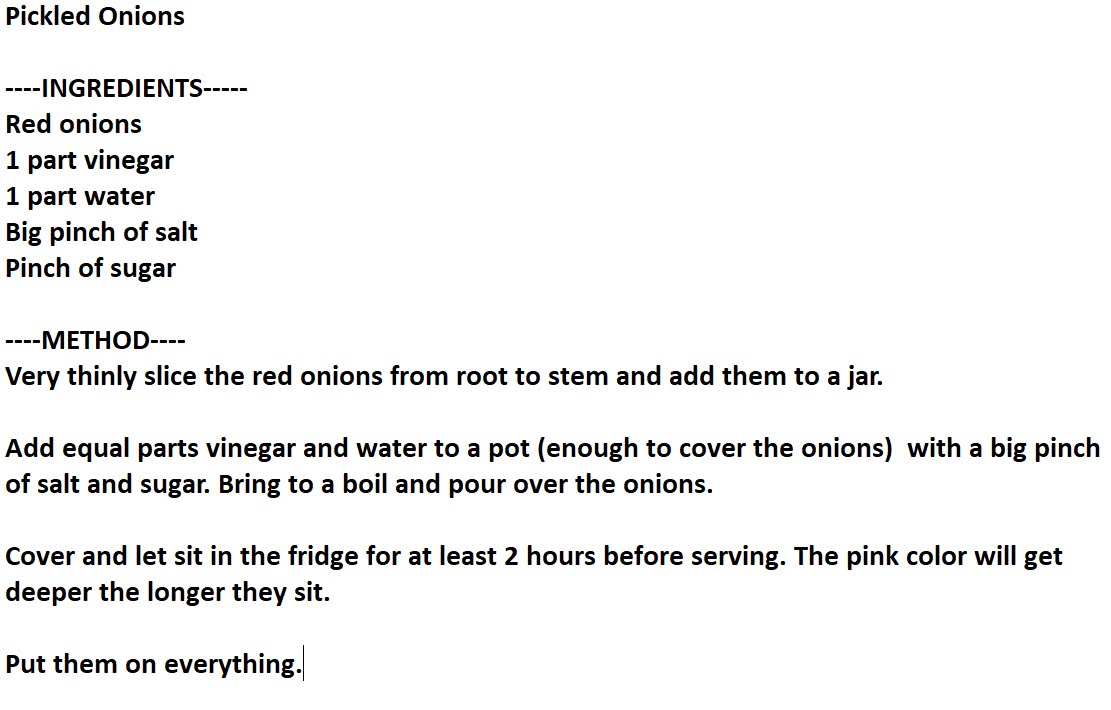 Pickled Onions
----INGREDIENTS-----
Red onions
1 part vinegar
1 part water
Big pinch of salt
Pinch of sugar
----METHOD----
Very thinly slice the red onions from root to stem and add them to a jar.
Add equal parts vinegar and water to a pot (enough to cover the onions)  with a big pinch
of salt and sugar. Bring to a boil and pour over the onions.
Cover and let sit in the fridge for at least 2 hours before serving. The pink color will get
deeper the longer they sit.
Put them on everything.